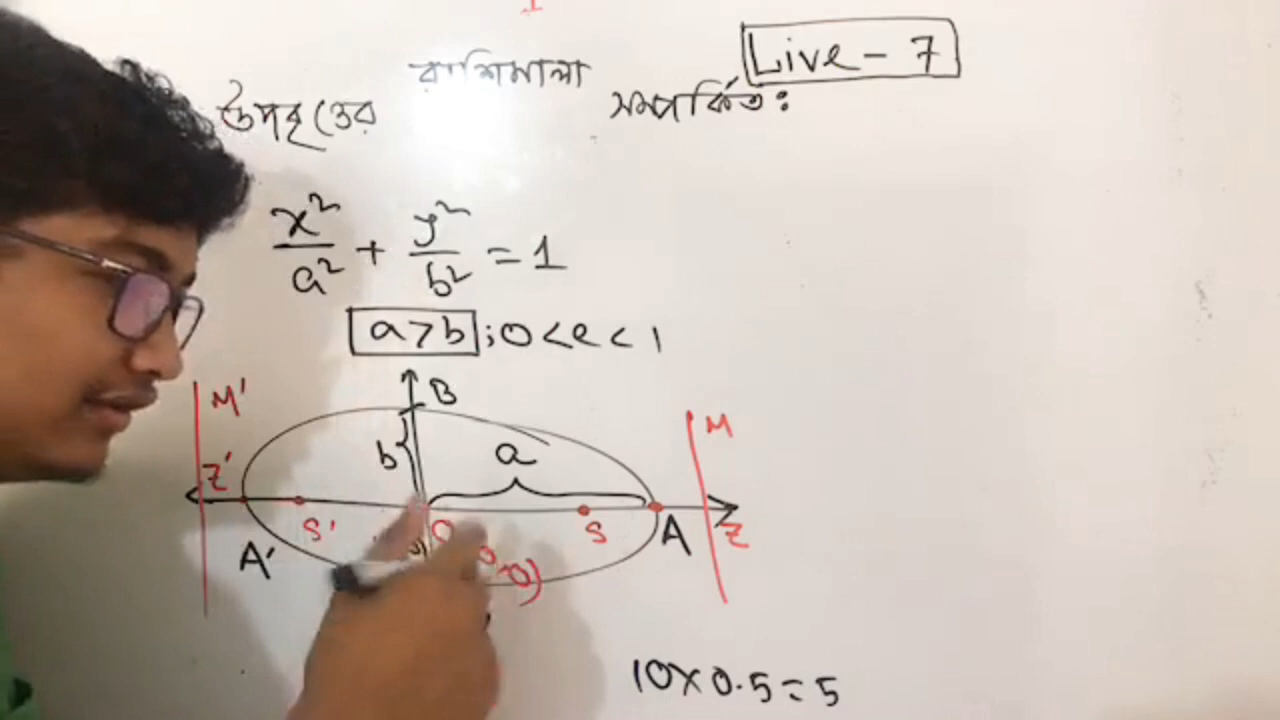 Live - 7
রাশিমালা
উপবৃত্তের সম্পর্কিত:
x²/a² + y²/b² = 1
a>b ; 0<e<1
M' B M
b a
Z' S' O S A Z
A'
10×0.5=5